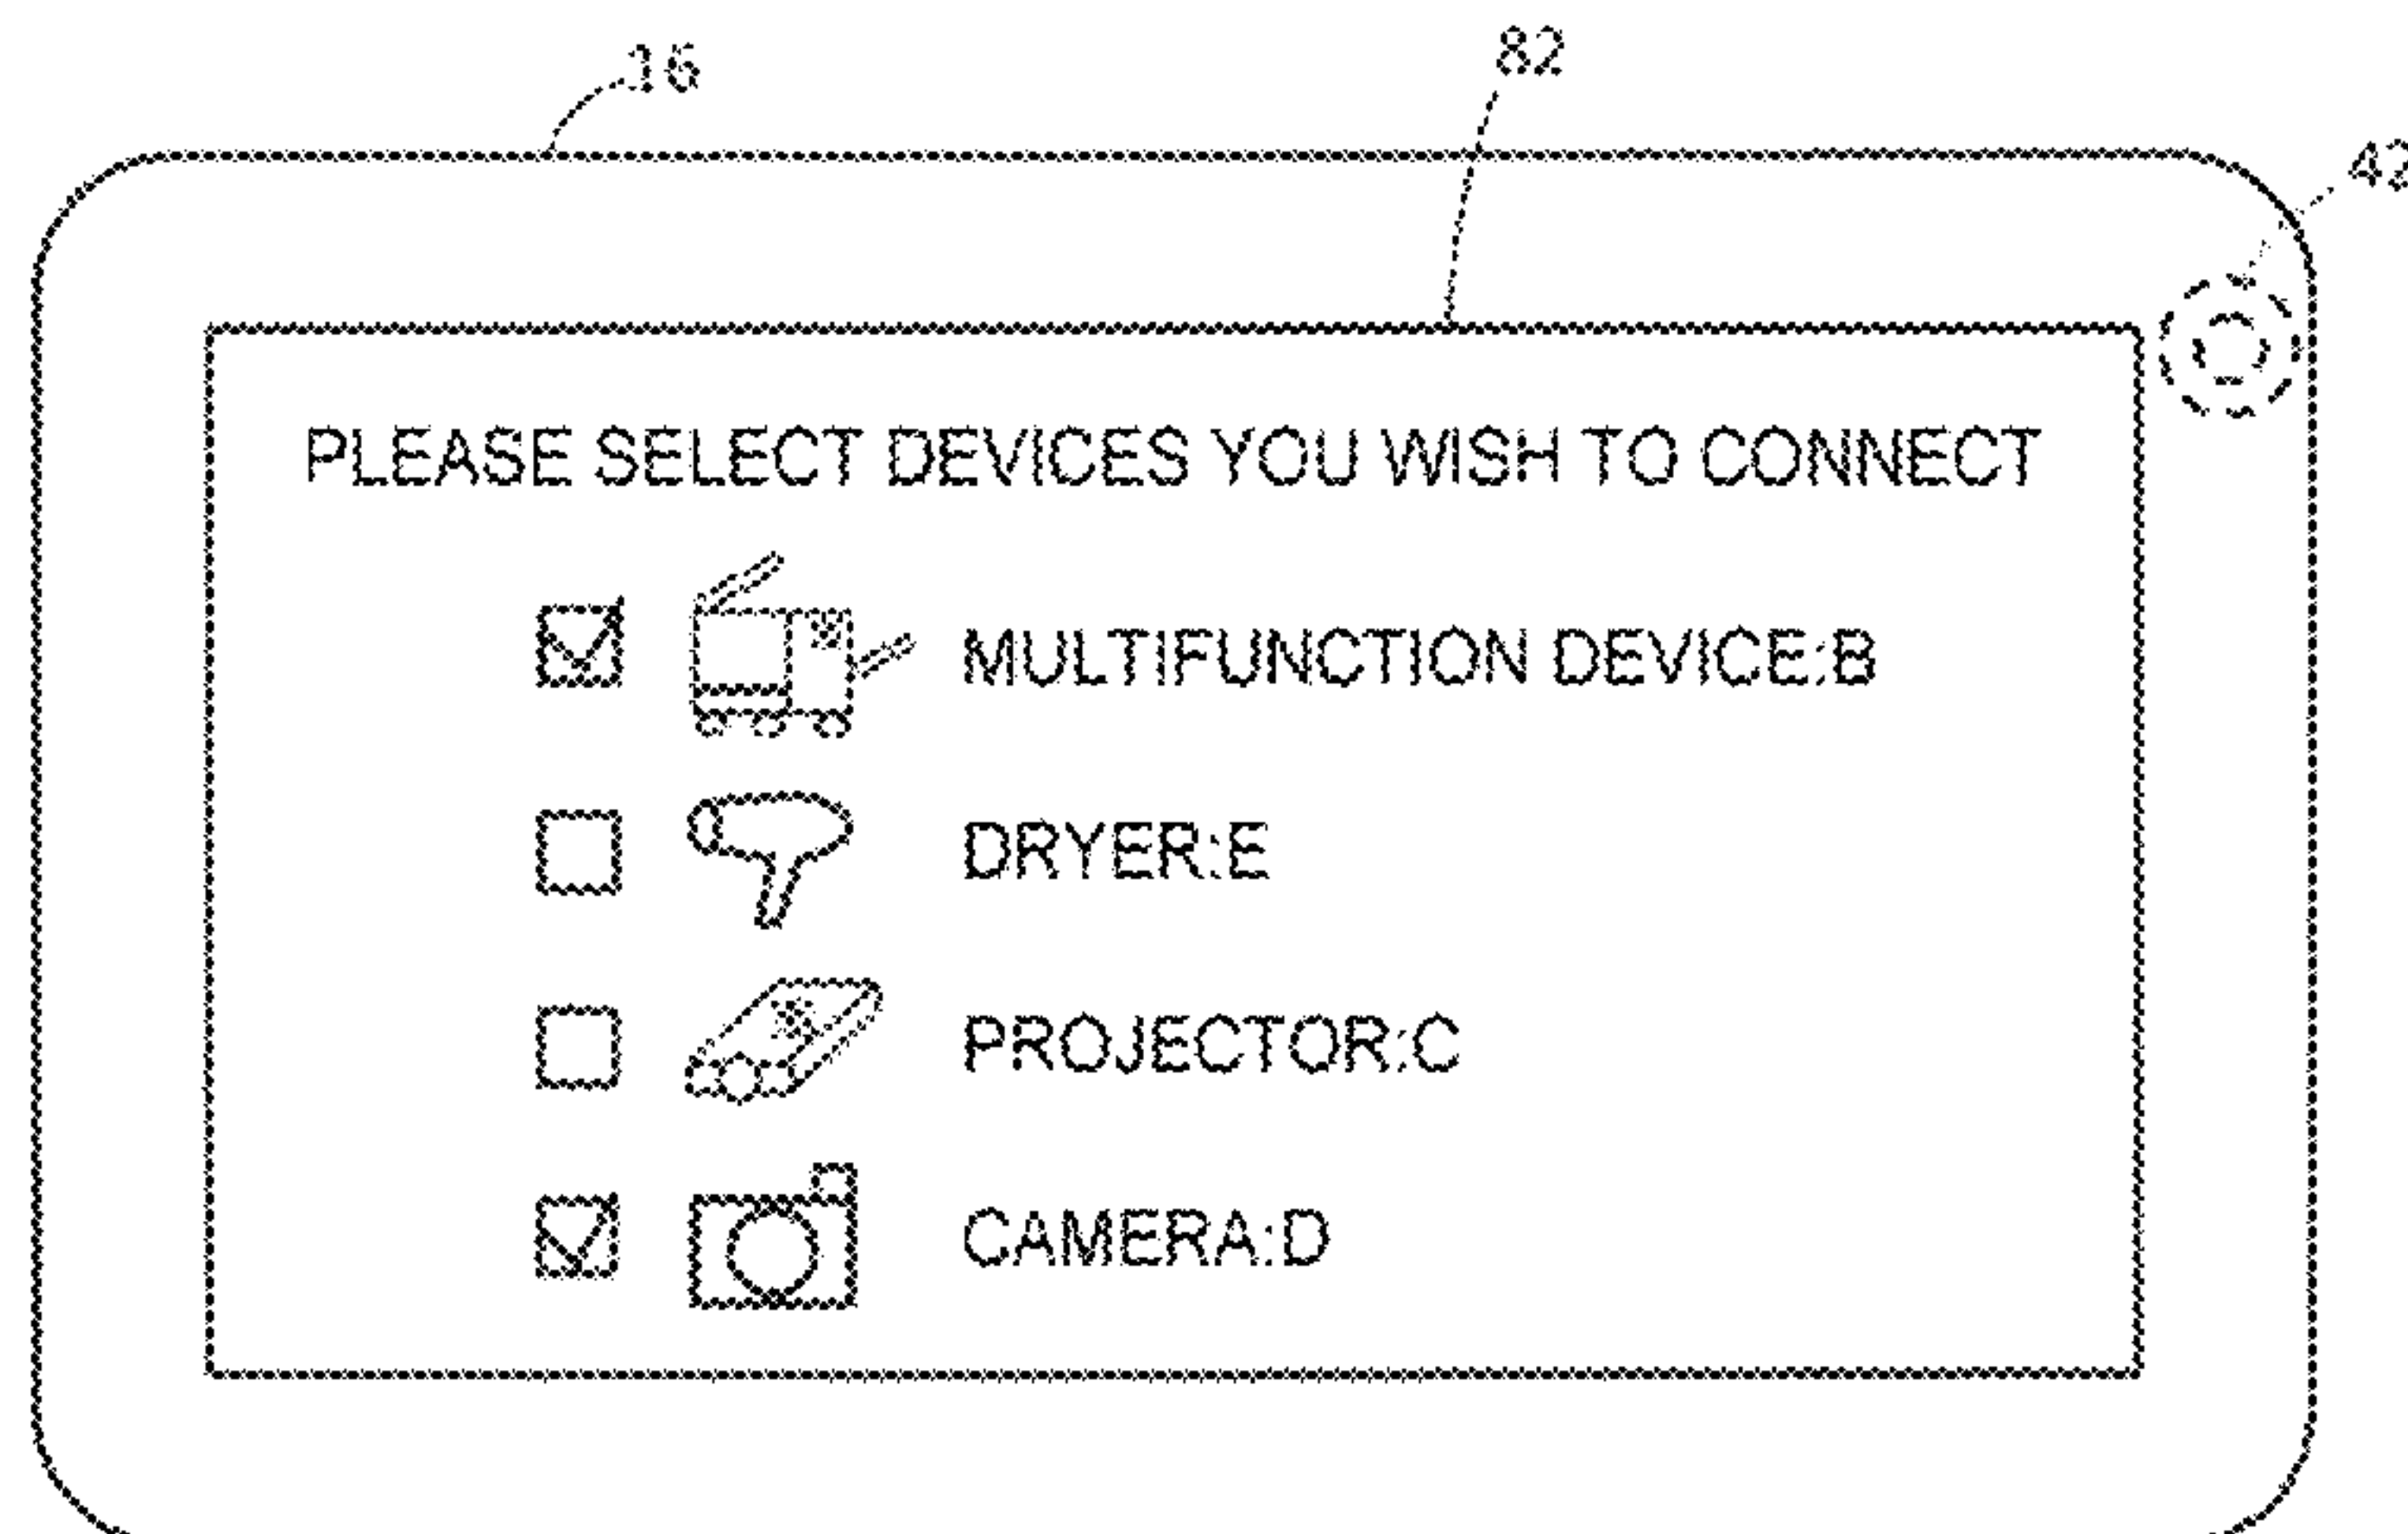 16
82
42
PLEASE SELECT DEVICES YOU WISH TO CONNECT
MULTIFUNCTION DEVICE:B
DRYER:E
PROJECTOR:C
CAMERA:D